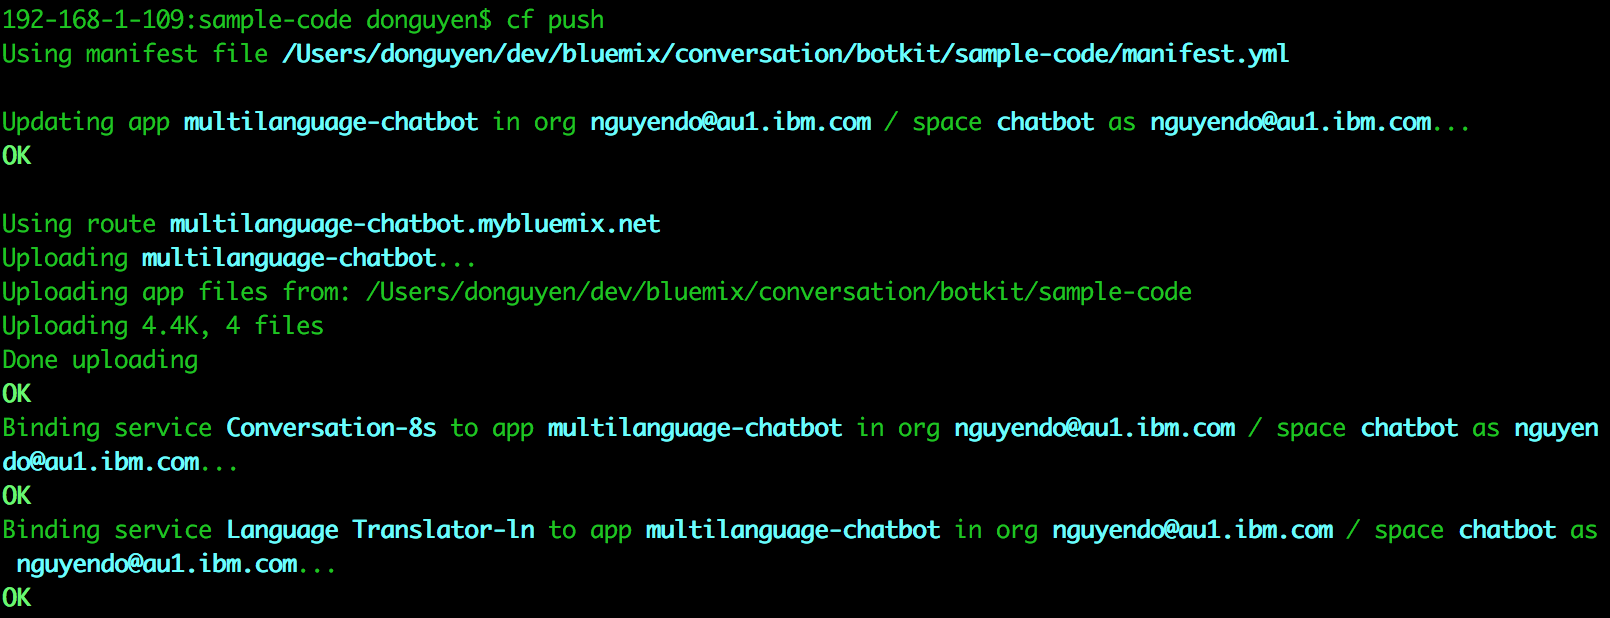 192-168-1-109:sample-code donguyen$ cf push
Using manifest file /Users/donguyen/dev/bluemix/conversation/botkit/sample-code/manifest.yml
Updating app multilanguage-chatbot in org nguyendo@au1.ibm.com / space chatbot as nguyendo@au1.ibm.com...
OK
Using route multilanguage-chatbot.mybluemix.net
Uploading multilanguage-chatbot...
Uploading app files from: /Users/donguyen/dev/bluemix/conversation/botkit/sample-code
Uploading 4.4K, 4 files
Done uploading
OK
Binding service Conversation-8s to app multilanguage-chatbot in org nguyendo@au1.ibm.com / space chatbot as nguyen
do@au1.ibm.com...
OK
Binding service Language Translator-ln to app multilanguage-chatbot in org nguyendo@au1.ibm.com / space chatbot as
nguyendo@au1.ibm.com...
OK